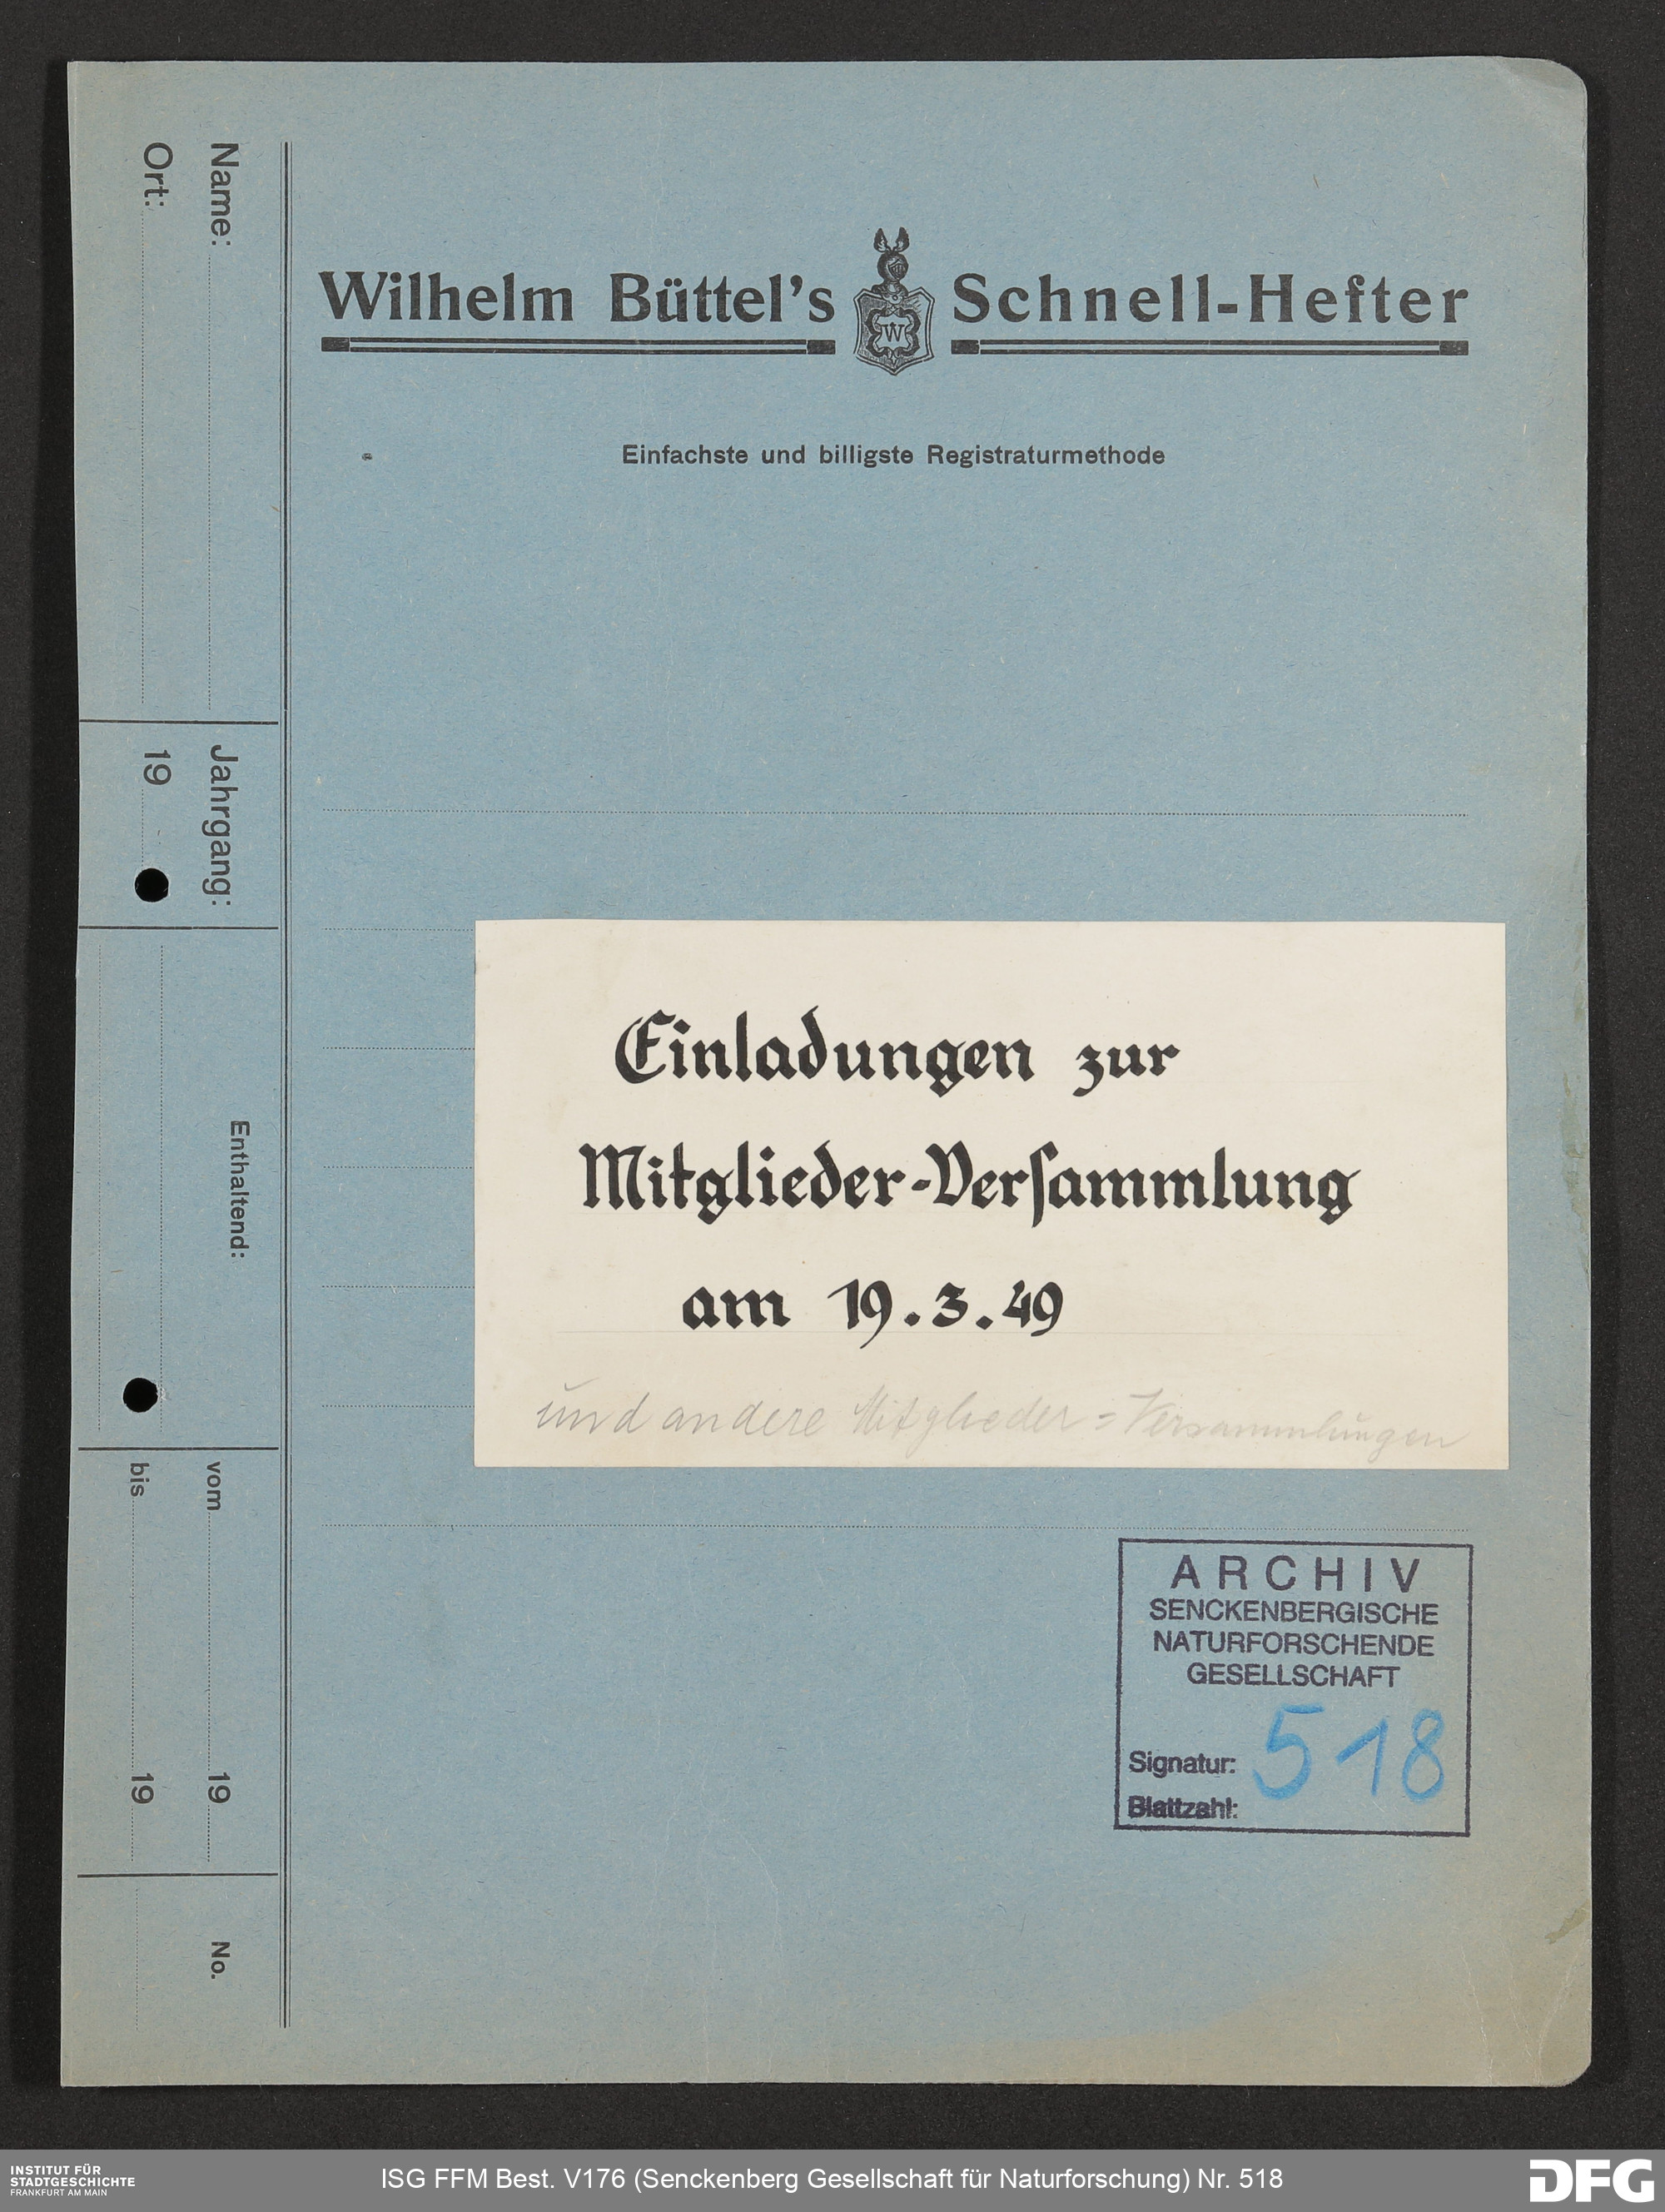 Wilhelm Büttel's Schnell-Hefter
W
Einfachste und billigste Registraturmethode
Name:
Ort:
Jahrgang:
19
Enthaltend:
vom 19
bis 19
No.
Einladungen zur
Mitglieder-Verſammlung
am 19.3.49
und andere Mitglieder=Versammlungen
ARCHIV
SENCKENBERGISCHE
NATURFORSCHENDE
GESELLSCHAFT
Signatur: 518
Blattzahl:
INSTITUT FÜR
STADTGESCHICHTE
FRANKFURT AM MAIN
ISG FFM Best. V176 (Senckenberg Gesellschaft für Naturforschung) Nr. 518
DFG